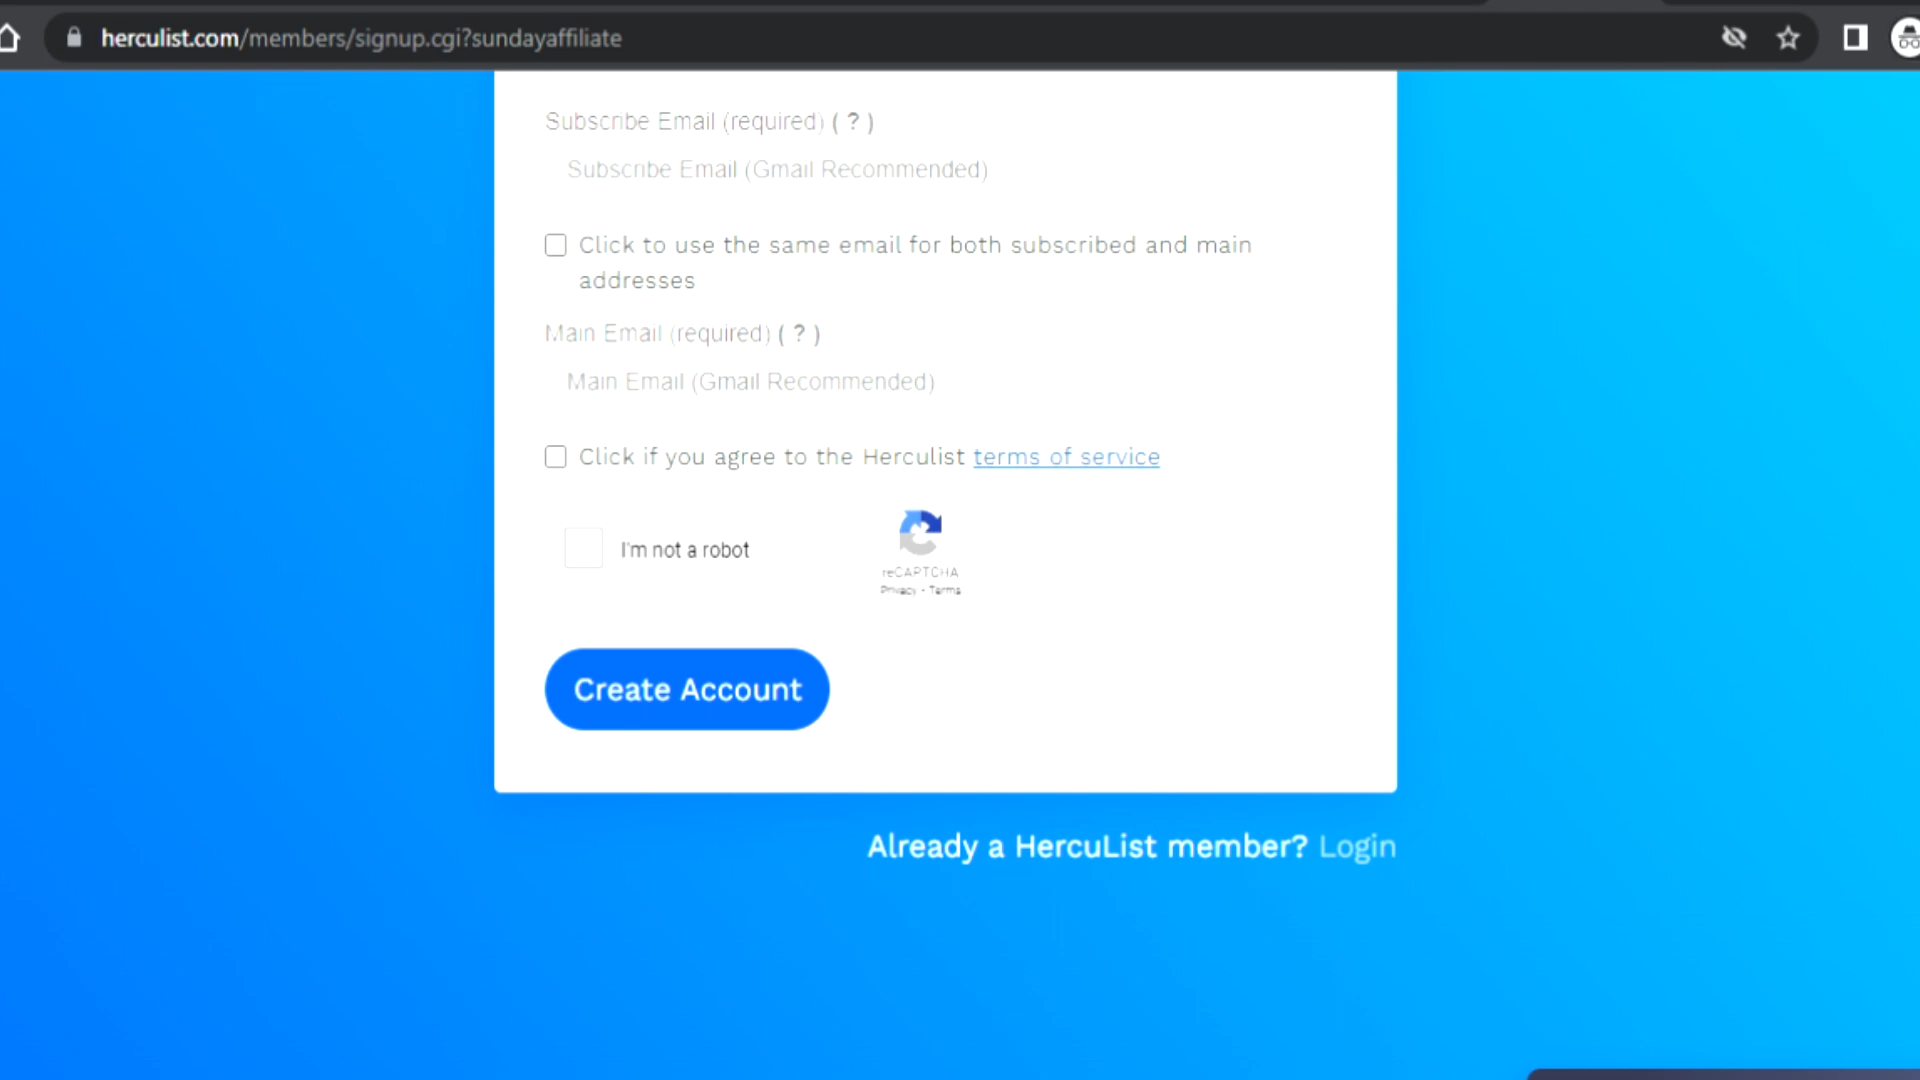 herculist.com/members/signup.cgi?sundayaffiliate
Subscribe Email (required) ( ? )
Subscribe Email (Gmail Recommended)
Click to use the same email for both subscribed and main
addresses
Main Email (required) ( ? )
Main Email (Gmail Recommended)
Click if you agree to the Herculist terms of service
I'm not a robot
reCAPTCHA
Privacy - Terms
Create Account
Already a HercuList member? Login